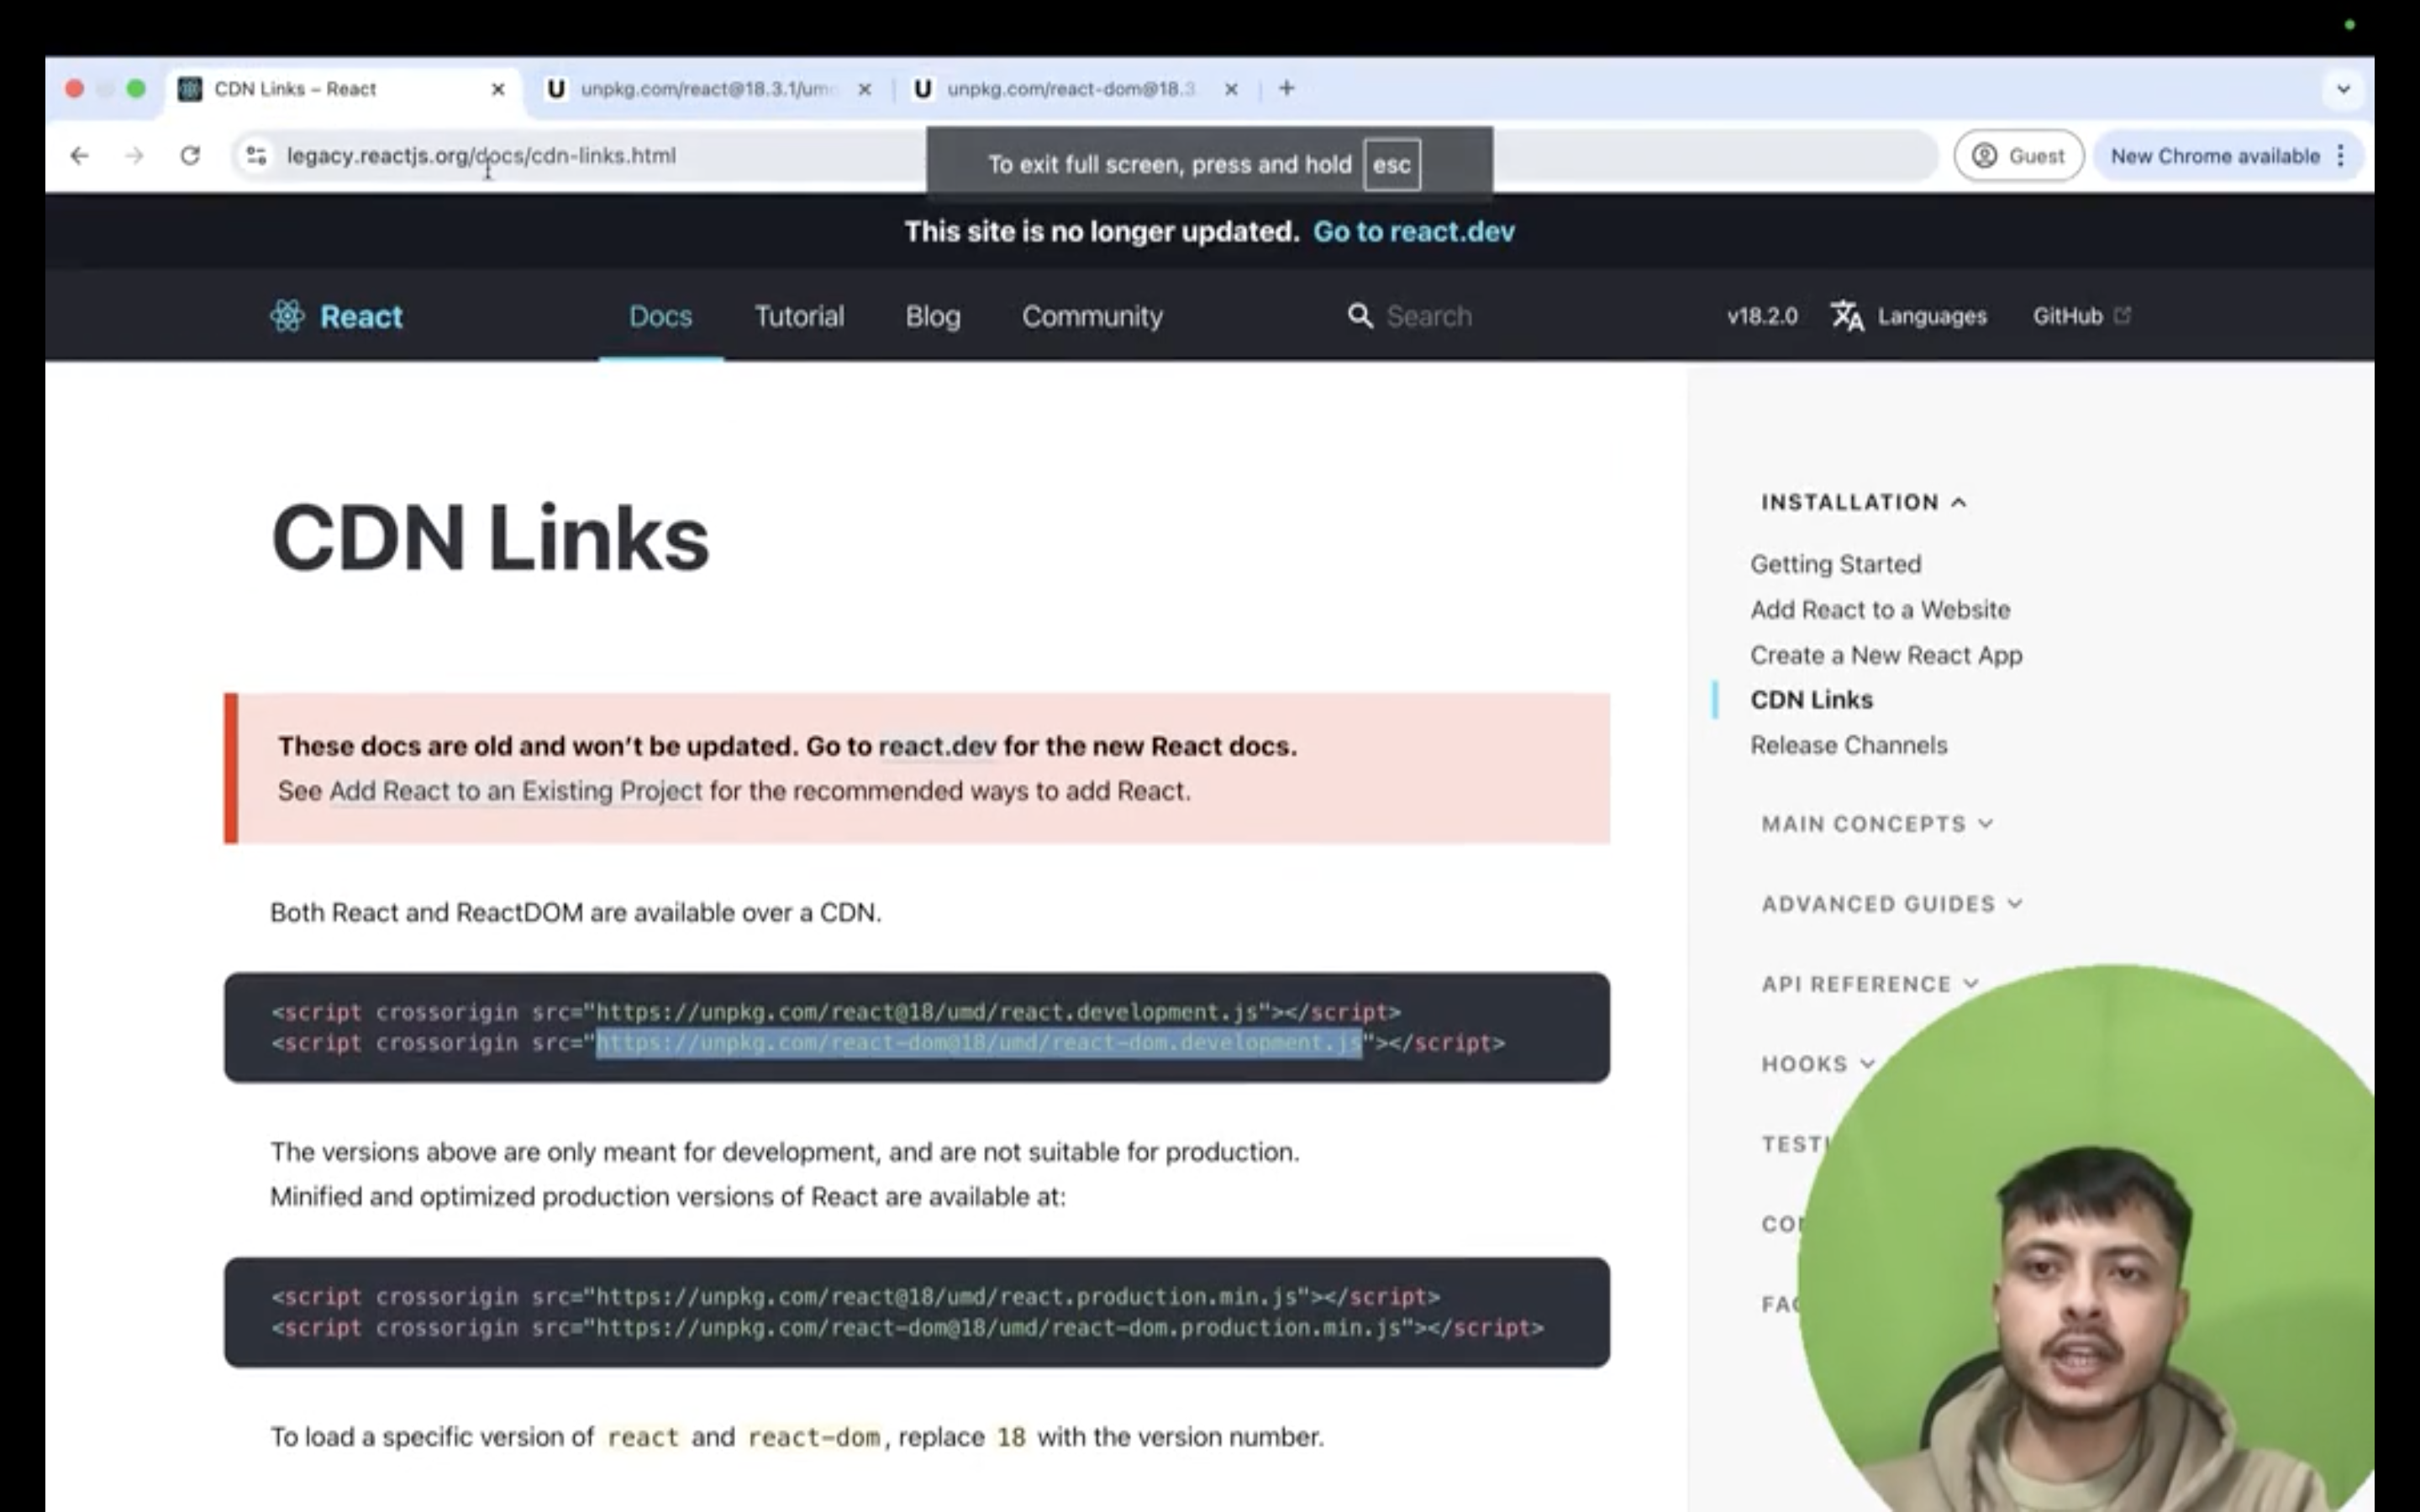 CDN Links – React
unpkg.com/react@18.3.1/um
unpkg.com/react-dom@18.3
legacy.reactjs.org/docs/cdn-links.html
To exit full screen, press and hold esc
Guest
New Chrome available
This site is no longer updated. Go to react.dev
React
Docs
Tutorial
Blog
Community
Search
v18.2.0
Languages
GitHub
CDN Links
These docs are old and won’t be updated. Go to react.dev for the new React docs.
See Add React to an Existing Project for the recommended ways to add React.
Both React and ReactDOM are available over a CDN.
<script crossorigin src="https://unpkg.com/react@18/umd/react.development.js"></script>
<script crossorigin src="https://unpkg.com/react-dom@18/umd/react-dom.development.js"></script>
The versions above are only meant for development, and are not suitable for production.
Minified and optimized production versions of React are available at:
<script crossorigin src="https://unpkg.com/react@18/umd/react.production.min.js"></script>
<script crossorigin src="https://unpkg.com/react-dom@18/umd/react-dom.production.min.js"></script>
To load a specific version of react and react-dom, replace 18 with the version number.
INSTALLATION
Getting Started
Add React to a Website
Create a New React App
CDN Links
Release Channels
MAIN CONCEPTS
ADVANCED GUIDES
API REFERENCE
HOOKS
TESTI
CO
FA